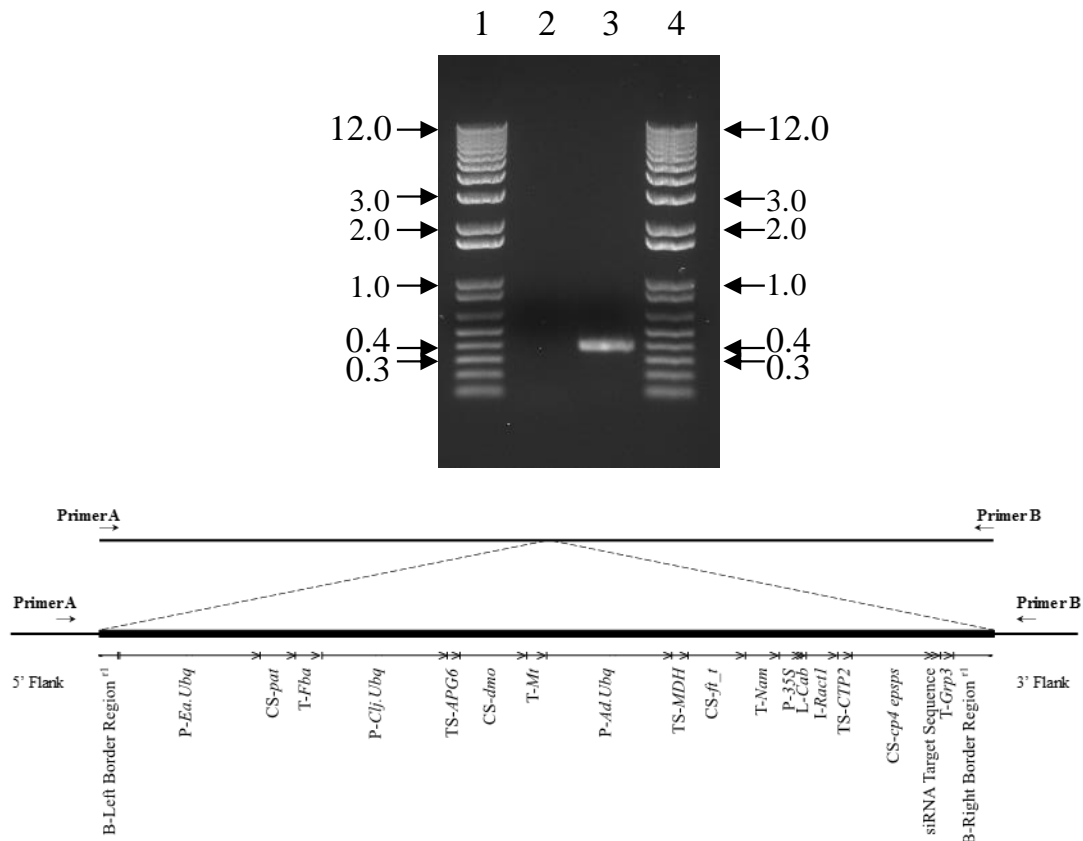 1 2 3 4
12.0 12.0
3.0 3.0
2.0 2.0
1.0 1.0
0.4 0.4
0.3 0.3
Primer A Primer B
Primer A Primer B
5' Flank 3' Flank
B-Left Border Region r1
P-Ea.Ubq
CS-pat
T-Fba
P-Clj.Ubq
TS-APG6
CS-dmo
T-Mt
P-Ad.Ubq
TS-MDH
CS-ft_t
T-Nam
P-35S
L-Cab
I-Ract1
TS-CTP2
CS-cp4 epsps
siRNA Target Sequence
T-Grp3
B-Right Border Region r1